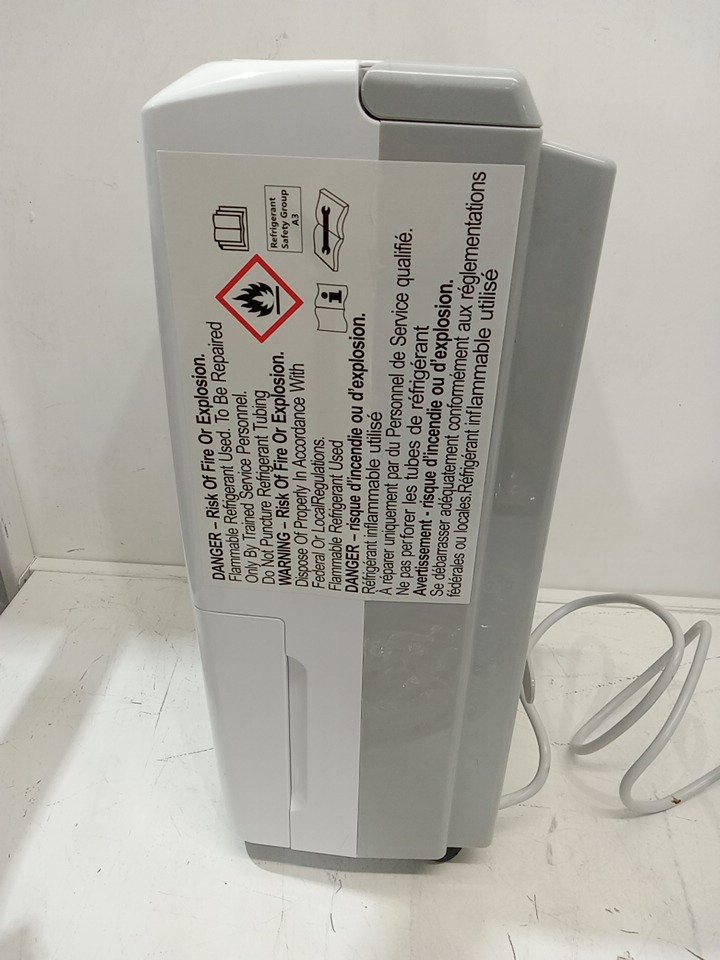 Refrigerant
Safety Group
A3
DANGER – Risk Of Fire Or Explosion.
Flammable Refrigerant Used. To Be Repaired
Only By Trained Service Personnel.
Do Not Puncture Refrigerant Tubing
WARNING – Risk Of Fire Or Explosion.
Dispose Of Properly In Accordance With
Federal Or LocalRegulations.
Flammable Refrigerant Used
DANGER – risque d'incendie ou d'explosion.
Réfrigérant inflammable utilisé
À réparer uniquement par du Personnel de Service qualifié.
Ne pas perforer les tubes de réfrigérant
Avertissement - risque d'incendie ou d'explosion.
Se débarrasser adéquatement conformément aux réglementations
fédérales ou locales.Réfrigérant inflammable utilisé